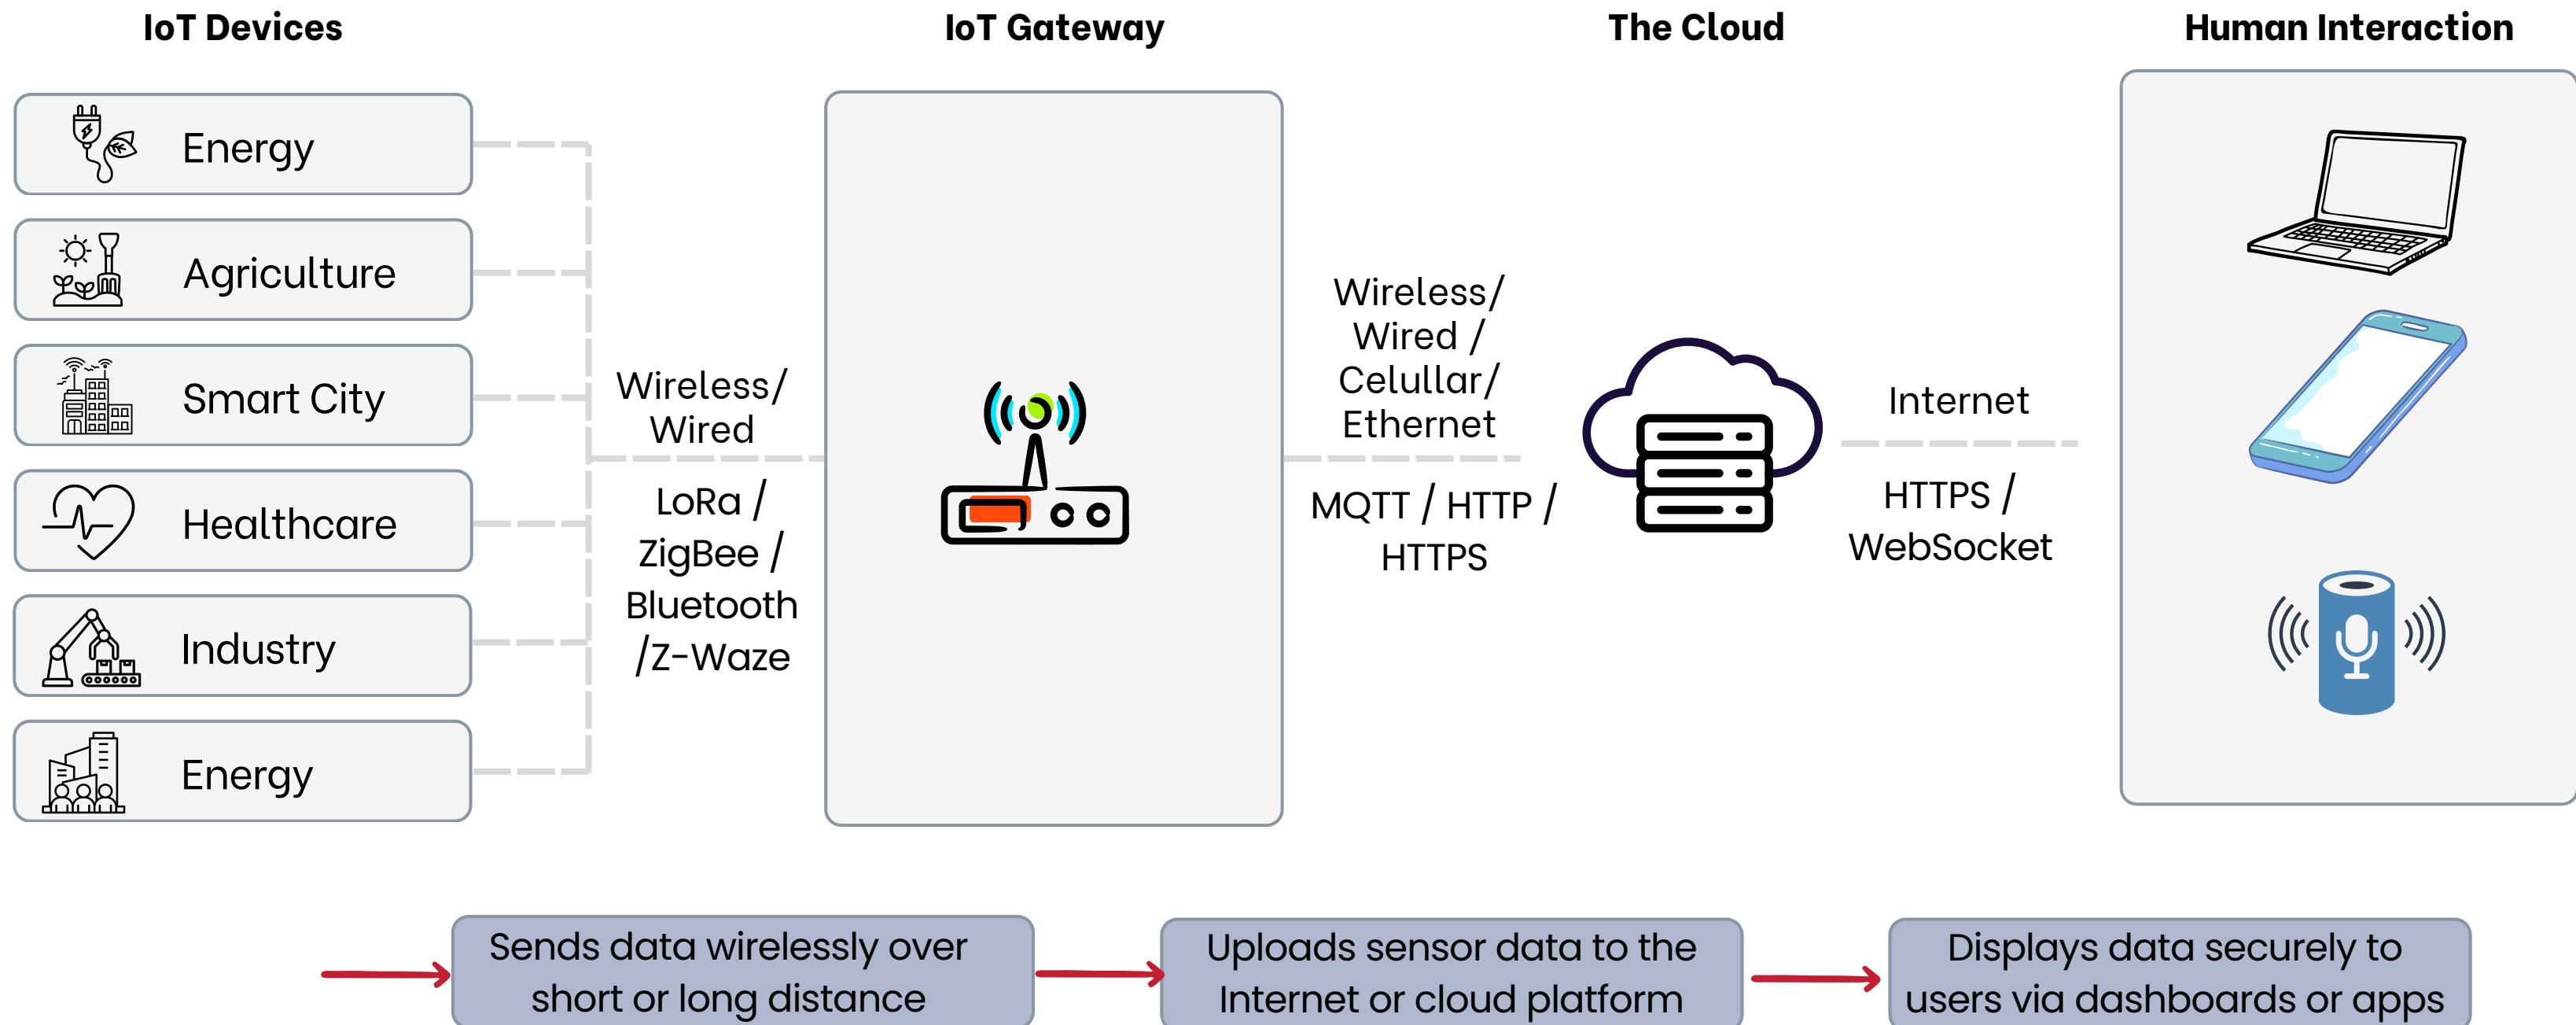 IoT Devices
IoT Gateway
The Cloud
Human Interaction
Energy
Agriculture
Smart City
Healthcare
Industry
Energy
Wireless/
Wired
LoRa /
ZigBee /
Bluetooth
/Z-Waze
Wireless/
Wired /
Celullar/
Ethernet
MQTT / HTTP /
HTTPS
Internet
HTTPS /
WebSocket
Sends data wirelessly over
short or long distance
Uploads sensor data to the
Internet or cloud platform
Displays data securely to
users via dashboards or apps